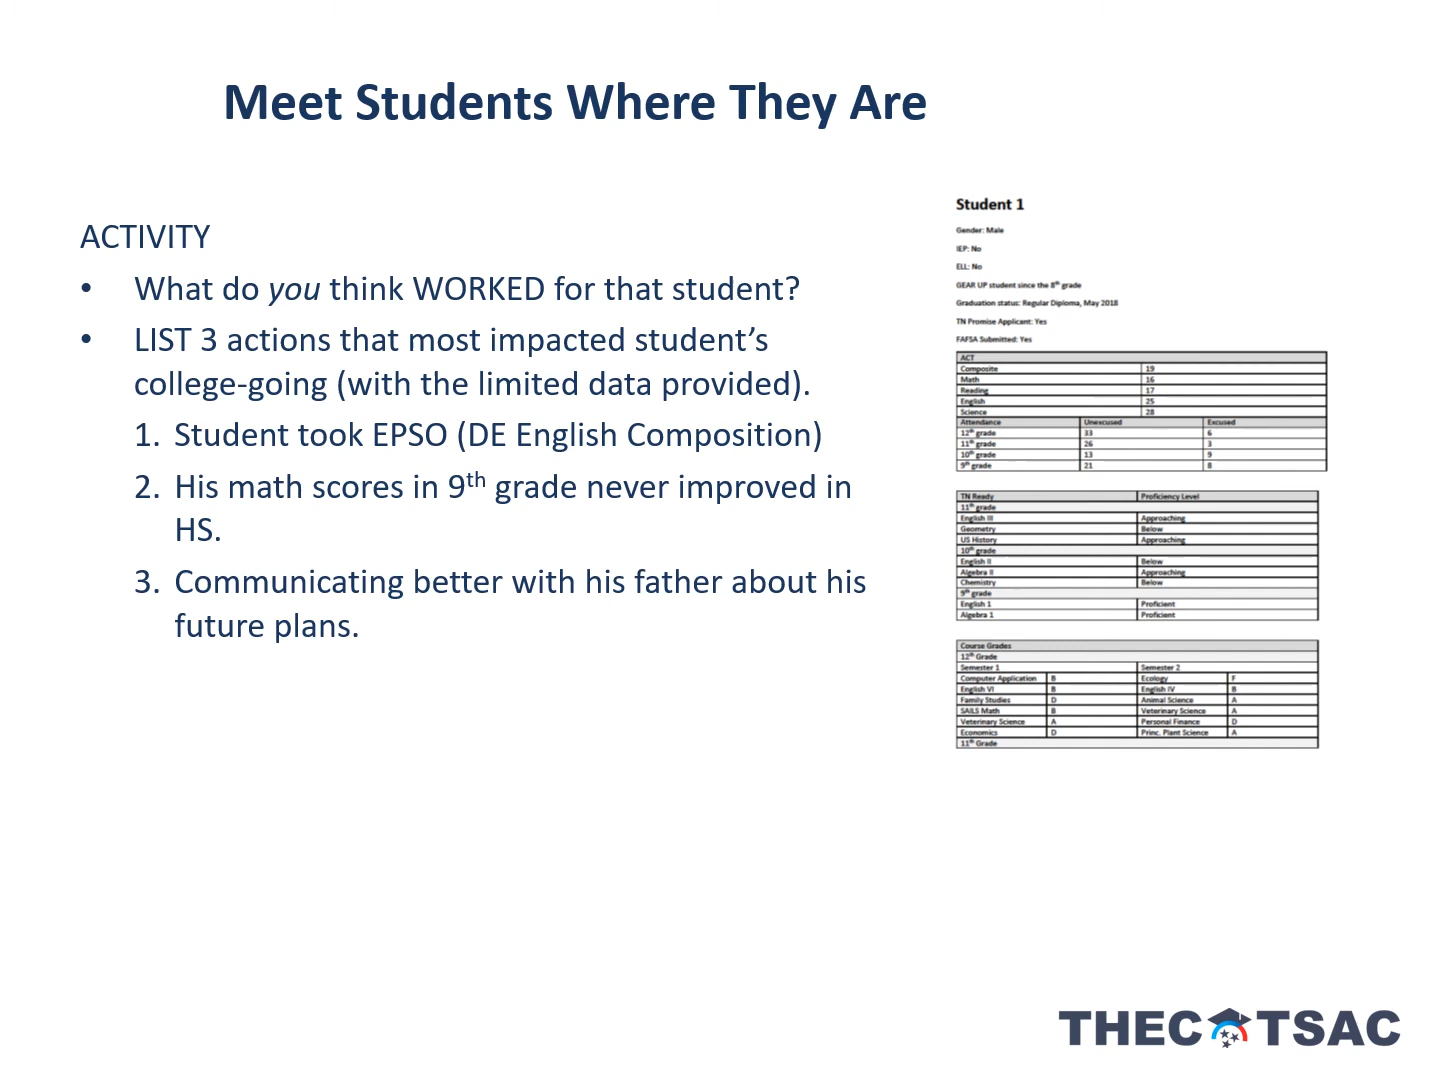 Meet Students Where They Are
ACTIVITY
• What do you think WORKED for that student?
• LIST 3 actions that most impacted student’s
college-going (with the limited data provided).
1. Student took EPSO (DE English Composition)
2. His math scores in 9th grade never improved in
HS.
3. Communicating better with his father about his
future plans.
Student 1
Gender: Male
IEP: No
ELL: No
GEAR UP student since the 8th grade
Graduation status: Regular Diploma, May 2018
TN Promise Applicant: Yes
FAFSA Submitted: Yes
ACT
Composite 19
Math 16
Reading 17
English 25
Science 28
Attendance Unexcused Excused
12th grade 33 6
11th grade 26 3
10th grade 13 9
9th grade 21 8
TN Ready Proficiency Level
11th grade
English III Approaching
Geometry Below
US History Approaching
10th grade
English II Below
Algebra II Approaching
Chemistry Below
9th grade
English 1 Proficient
Algebra 1 Proficient
Course Grades
12th Grade
Semester 1 Semester 2
Computer Application B Ecology F
English VI B English IV B
Family Studies D Animal Science A
SAILS Math B Veterinary Science A
Veterinary Science A Personal Finance D
Economics D Princ. Plant Science A
11th Grade
THEC TSAC